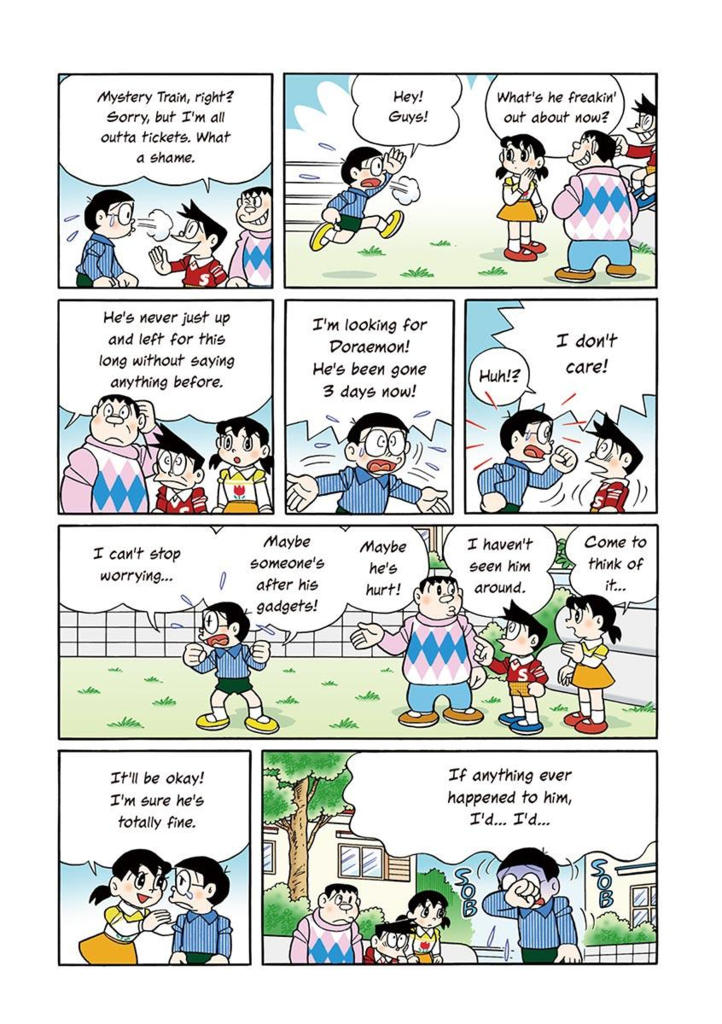 What's he freakin'
out about now?
Hey!
Guys!
Mystery Train, right?
Sorry, but I'm all
outta tickets. What
a shame.
S
I don't
care!
Huh!?
I'm looking for
Doraemon!
He's been gone
3 days now!
He's never just up
and left for this
long without saying
anything before.
Come to
think of
it...
I haven't
seen him
around.
S
Maybe
he's
hurt!
Maybe
someone's
after his
gadgets!
I can't stop
worrying...
If anything ever
happened to him,
I'd... I'd...
SOB
SOB
It'll be okay!
I'm sure he's
totally fine.